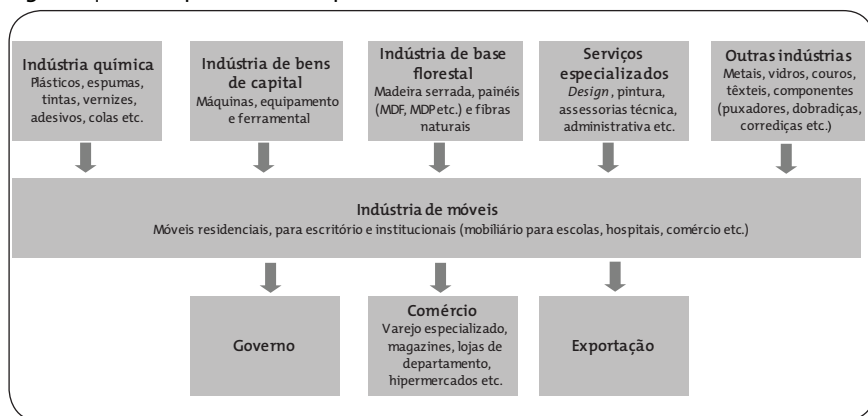 Indústria química
Plásticos, espumas,
tintas, vernizes,
adesivos, colas etc.
Indústria de bens
de capital
Máquinas, equipamento
e ferramental
Indústria de base
florestal
Madeira serrada, painéis
(MDF, MDP etc.) e fibras
naturais
Serviços
especializados
Design, pintura,
assessorias técnica,
administrativa etc.
Outras indústrias
Metais, vidros, couros,
têxteis, componentes
(puxadores, dobradiças,
corrediças etc.)
Indústria de móveis
Móveis residenciais, para escritório e institucionais (mobiliário para escolas, hospitais, comércio etc.)
Governo
Comércio
Varejo especializado,
magazines, lojas de
departamento,
hipermercados etc.
Exportação